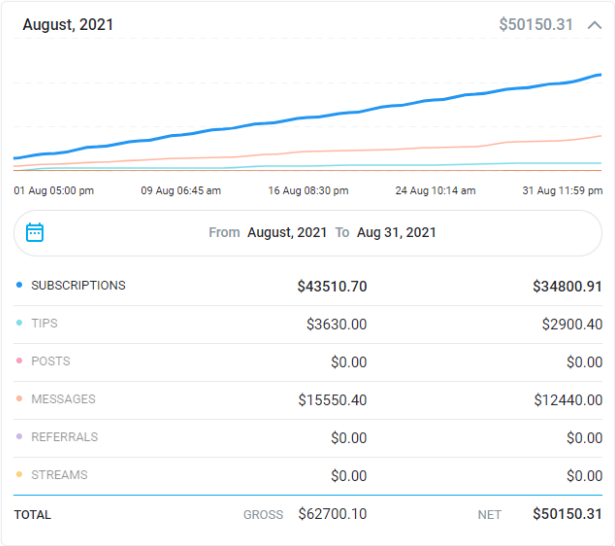 August, 2021 $50150.31
01 Aug 05:00 pm 09 Aug 06:45 am 16 Aug 08:30 pm 24 Aug 10:14 am 31 Aug 11:59 pm
From August, 2021 To Aug 31, 2021
SUBSCRIPTIONS $43510.70 $34800.91
TIPS $3630.00 $2900.40
POSTS $0.00 $0.00
MESSAGES $15550.40 $12440.00
REFERRALS $0.00 $0.00
STREAMS $0.00 $0.00
TOTAL GROSS $62700.10 NET $50150.31